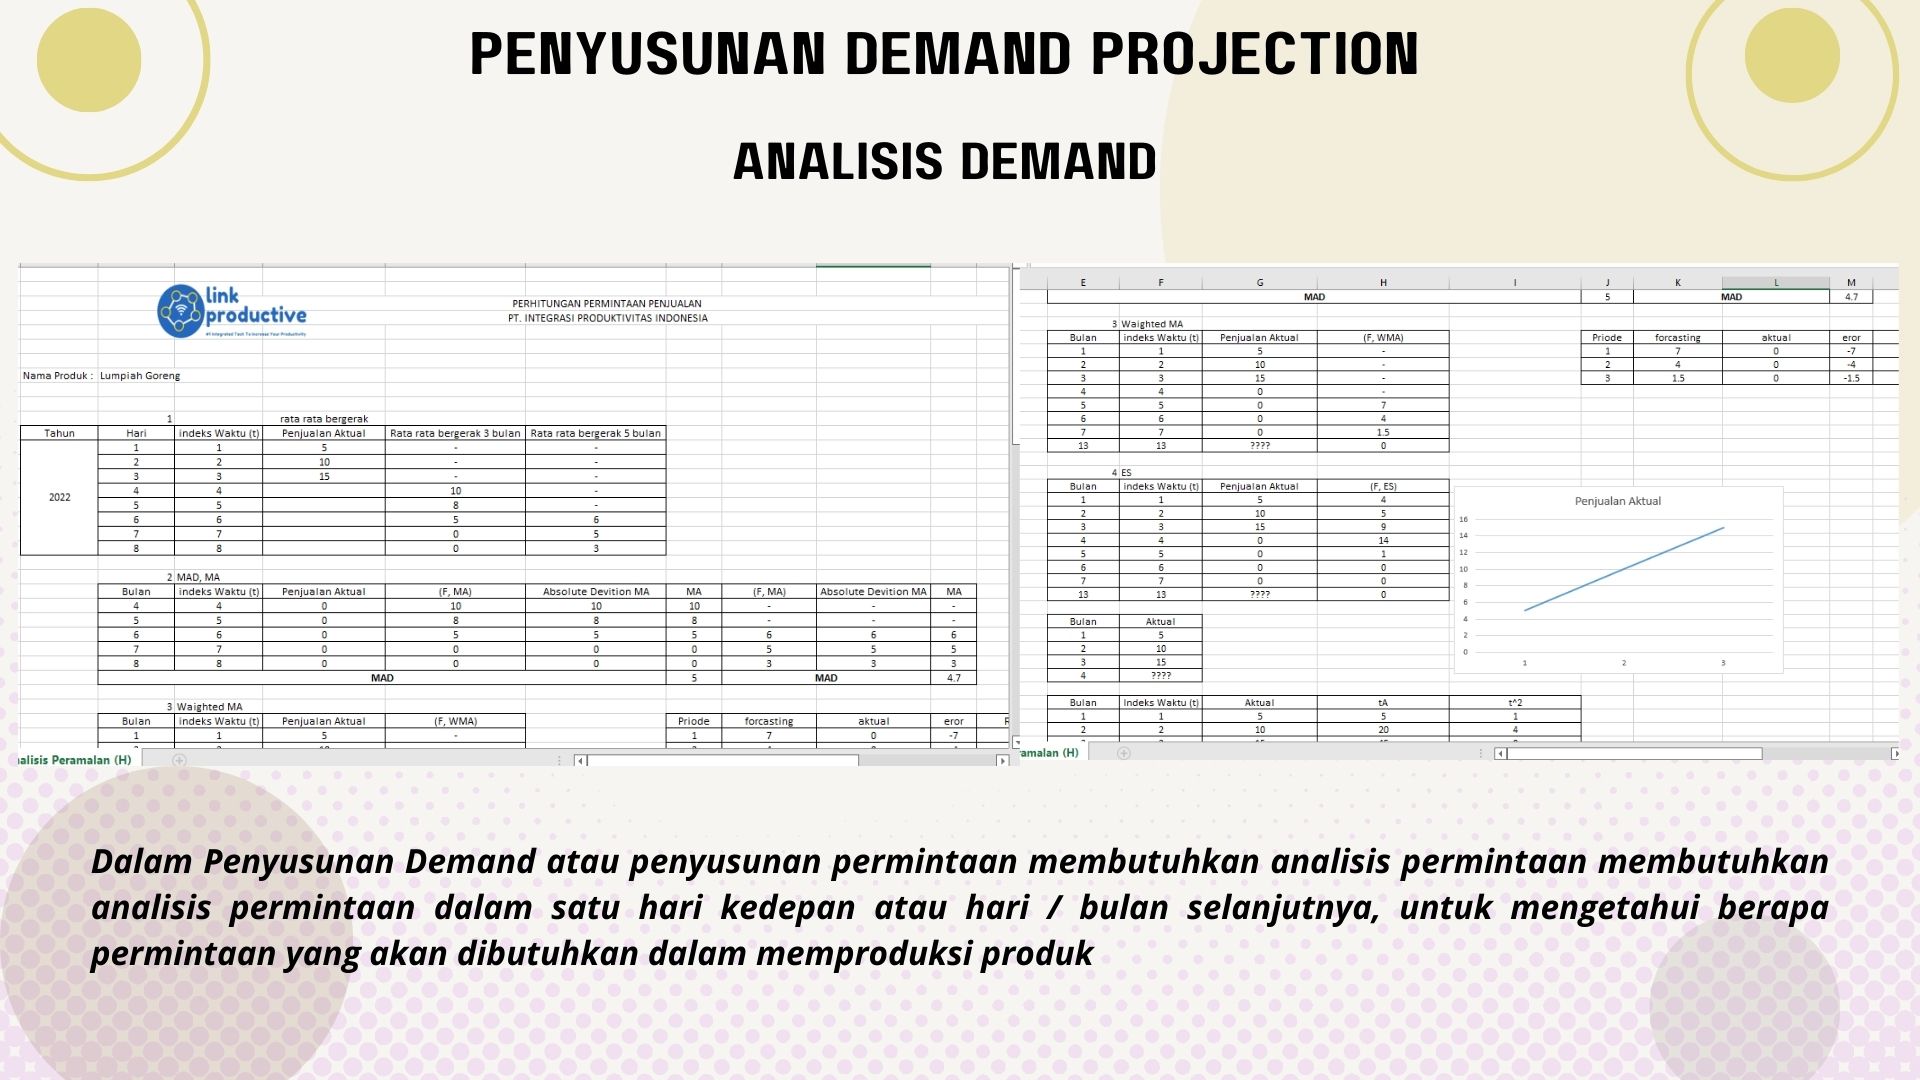 PENYUSUNAN DEMAND PROJECTION
ANALISIS DEMAND
link
productive
#1 Integrated Tool To Increase Your Productivity
PERHITUNGAN PERMINTAAN PENJUALAN
PT. INTEGRASI PRODUKTIVITAS INDONESIA
Nama Produk : Lumpiah Goreng
1 rata rata bergerak
Tahun Hari indeks Waktu (t) Penjualan Aktual Rata rata bergerak 3 bulan Rata rata bergerak 5 bulan
1 1 5 - -
2 2 10 - -
3 3 15 - -
2022
4 4 10 -
5 5 8 -
6 6 5 6
7 7 0 5
8 8 0 3
2 MAD, MA
Bulan indeks Waktu (t) Penjualan Aktual (F, MA) Absolute Devition MA MA (F, MA) Absolute Devition MA MA
4 4 0 10 10 10 - - -
5 5 0 8 8 8 - - -
6 6 0 5 5 5 6 6 6
7 7 0 0 0 0 5 5 5
8 8 0 0 0 0 3 3 3
MAD 5 MAD 4.7
3 Waighted MA
Bulan indeks Waktu (t) Penjualan Aktual (F, WMA) Priode forcasting aktual eror
1 1 5 - 1 7 0 -7
nalisis Peramalan (H)
E F G H I J K L M
MAD 5 MAD 4.7
3 Waighted MA
Bulan indeks Waktu (t) Penjualan Aktual (F, WMA) Priode forcasting aktual eror
1 1 5 - 1 7 0 -7
2 2 10 - 2 4 0 -4
3 3 15 - 3 1.5 0 -1.5
4 4 0 -
5 5 0 7
6 6 0 4
7 7 0 1.5
13 13 ???? 0
4 ES
Bulan indeks Waktu (t) Penjualan Aktual (F, ES)
1 1 5 4
2 2 10 5
3 3 15 9
4 4 0 14
5 5 0 1
6 6 0 0
7 7 0 0
13 13 ???? 0
Penjualan Aktual
16
14
12
10
8
6
4
2
0
1 2 3
Bulan Aktual
1 5
2 10
3 15
4 ????
Bulan Indeks Waktu (t) Aktual tA t^2
1 1 5 5 1
2 2 10 20 4
ramalan (H)
Dalam Penyusunan Demand atau penyusunan permintaan membutuhkan analisis permintaan membutuhkan
analisis permintaan dalam satu hari kedepan atau hari / bulan selanjutnya, untuk mengetahui berapa
permintaan yang akan dibutuhkan dalam memproduksi produk